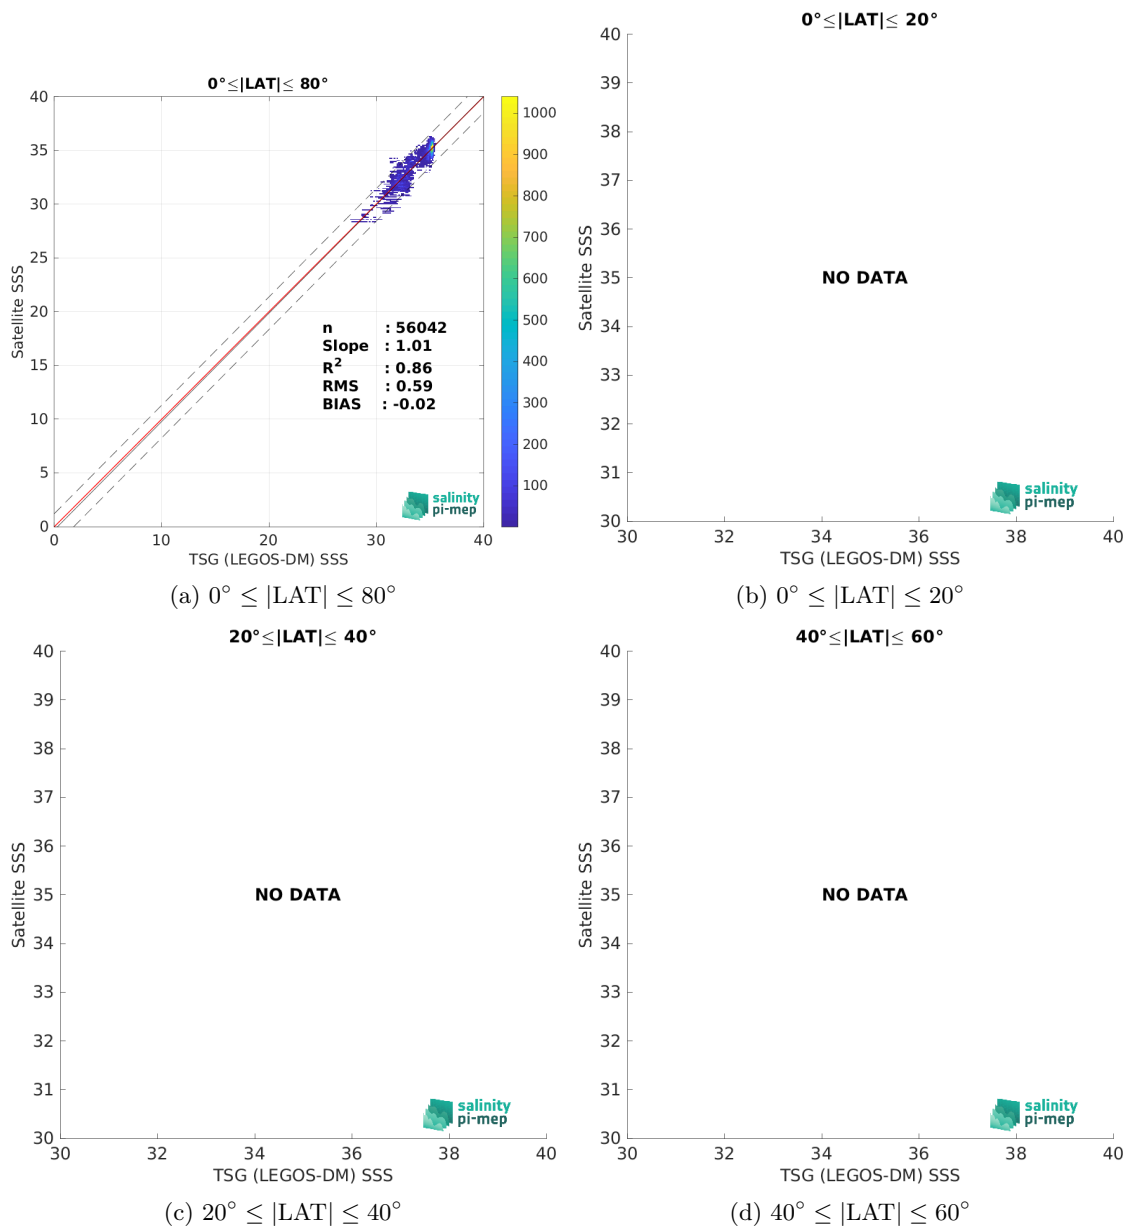 0°≤|LAT|≤ 80°
40
35
30
25
20
15
10
5
0
0
10
20
30
40
Satellite SSS
TSG (LEGOS-DM) SSS
n : 56042
Slope : 1.01
R² : 0.86
RMS : 0.59
BIAS : -0.02
salinity
pi-mep
1000
900
800
700
600
500
400
300
200
100
(a) 0° ≤ |LAT| ≤ 80°
0°≤|LAT|≤ 20°
40
39
38
37
36
35
34
33
32
31
30
30
32
34
36
38
40
Satellite SSS
NO DATA
salinity
pi-mep
TSG (LEGOS-DM) SSS
(b) 0° ≤ |LAT| ≤ 20°
20°≤|LAT|≤ 40°
40
39
38
37
36
35
34
33
32
31
30
30
32
34
36
38
40
Satellite SSS
NO DATA
salinity
pi-mep
TSG (LEGOS-DM) SSS
(c) 20° ≤ |LAT| ≤ 40°
40°≤|LAT|≤ 60°
40
39
38
37
36
35
34
33
32
31
30
30
32
34
36
38
40
Satellite SSS
NO DATA
salinity
pi-mep
TSG (LEGOS-DM) SSS
(d) 40° ≤ |LAT| ≤ 60°